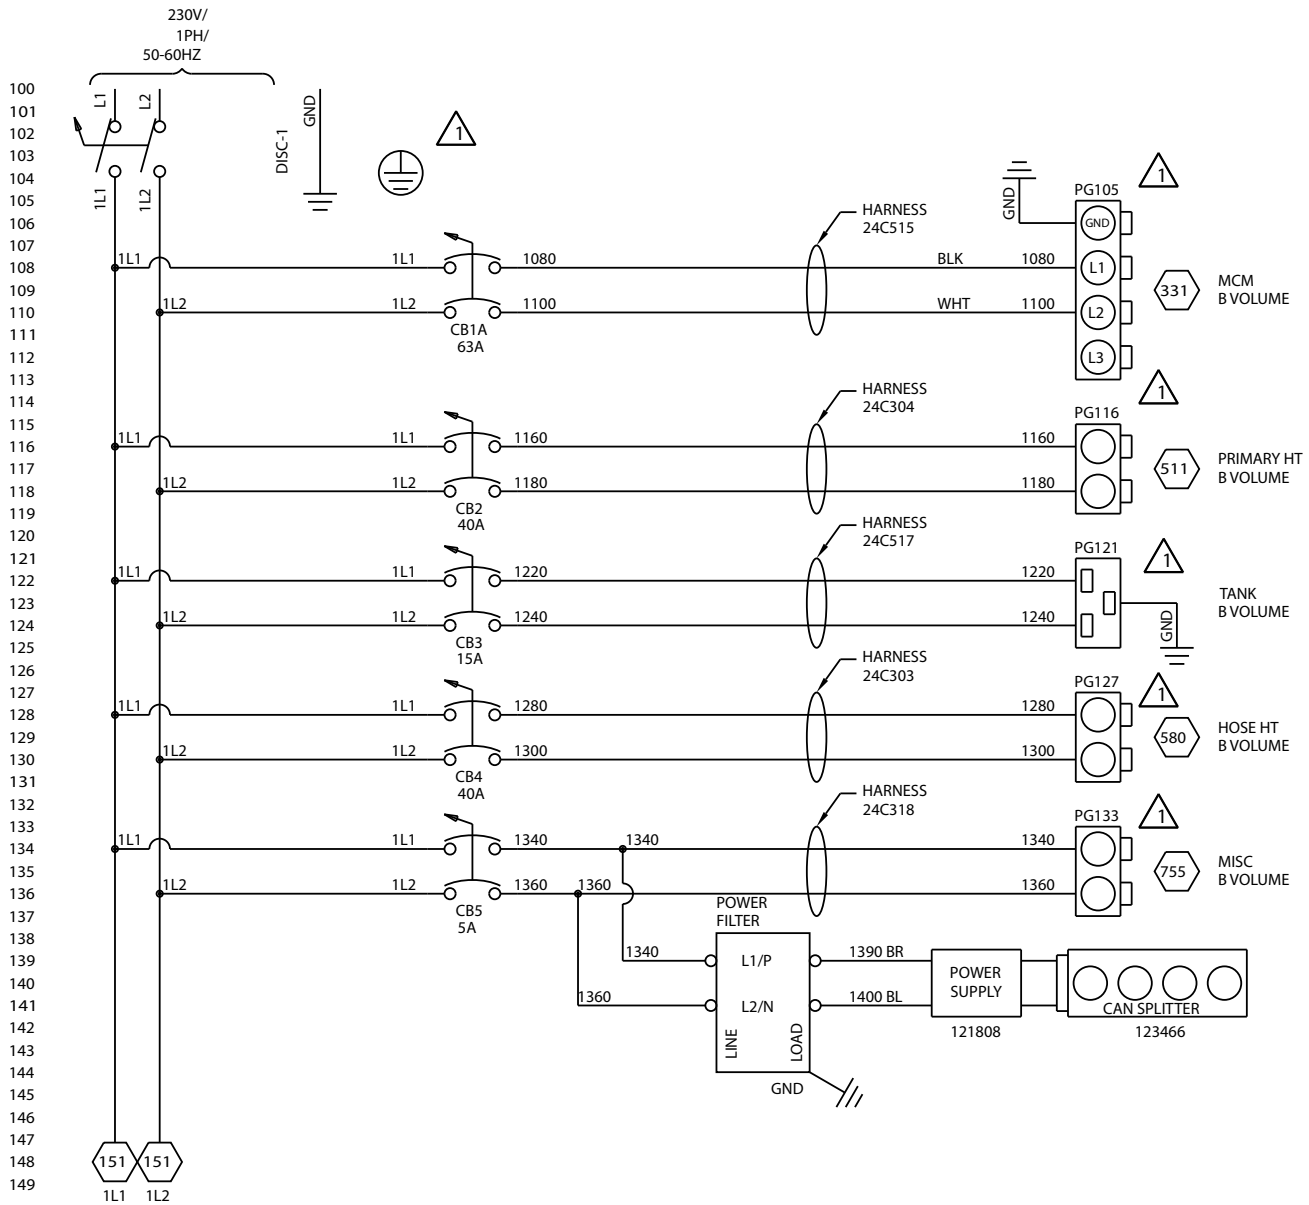 230V/
1PH/
50-60HZ
100
101
102
103
104
105
106
107
108
109
110
111
112
113
114
115
116
117
118
119
120
121
122
123
124
125
126
127
128
129
130
131
132
133
134
135
136
137
138
139
140
141
142
143
144
145
146
147
148
149
L1
L2
GND
DISC-1
1L1
1L2
1
GND
PG105
1
HARNESS
24C515
GND
1L1
1L1
1080
BLK
1080
L1
331
MCM
B VOLUME
1L2
1L2
1100
WHT
1100
L2
CB1A
63A
L3
1
HARNESS
24C304
PG116
1L1
1L1
1160
1160
511
PRIMARY HT
B VOLUME
1L2
1L2
1180
1180
CB2
40A
HARNESS
24C517
PG121
1
1L1
1L1
1220
1220
TANK
B VOLUME
1L2
1L2
1240
1240
GND
CB3
15A
HARNESS
24C303
PG127
1
1L1
1L1
1280
1280
580
HOSE HT
B VOLUME
1L2
1L2
1300
1300
CB4
40A
HARNESS
24C318
PG133
1
1L1
1L1
1340
1340
1340
755
MISC
B VOLUME
1L2
1L2
1360
1360
1360
CB5
5A
POWER
FILTER
1340
L1/P
1390 BR
POWER
SUPPLY
1360
L2/N
1400 BL
CAN SPLITTER
LINE
LOAD
121808
123466
GND
151
151
1L1
1L2